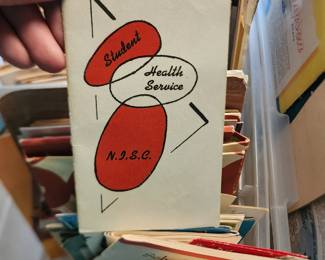 Student
Health
Service
N.I.S.C.